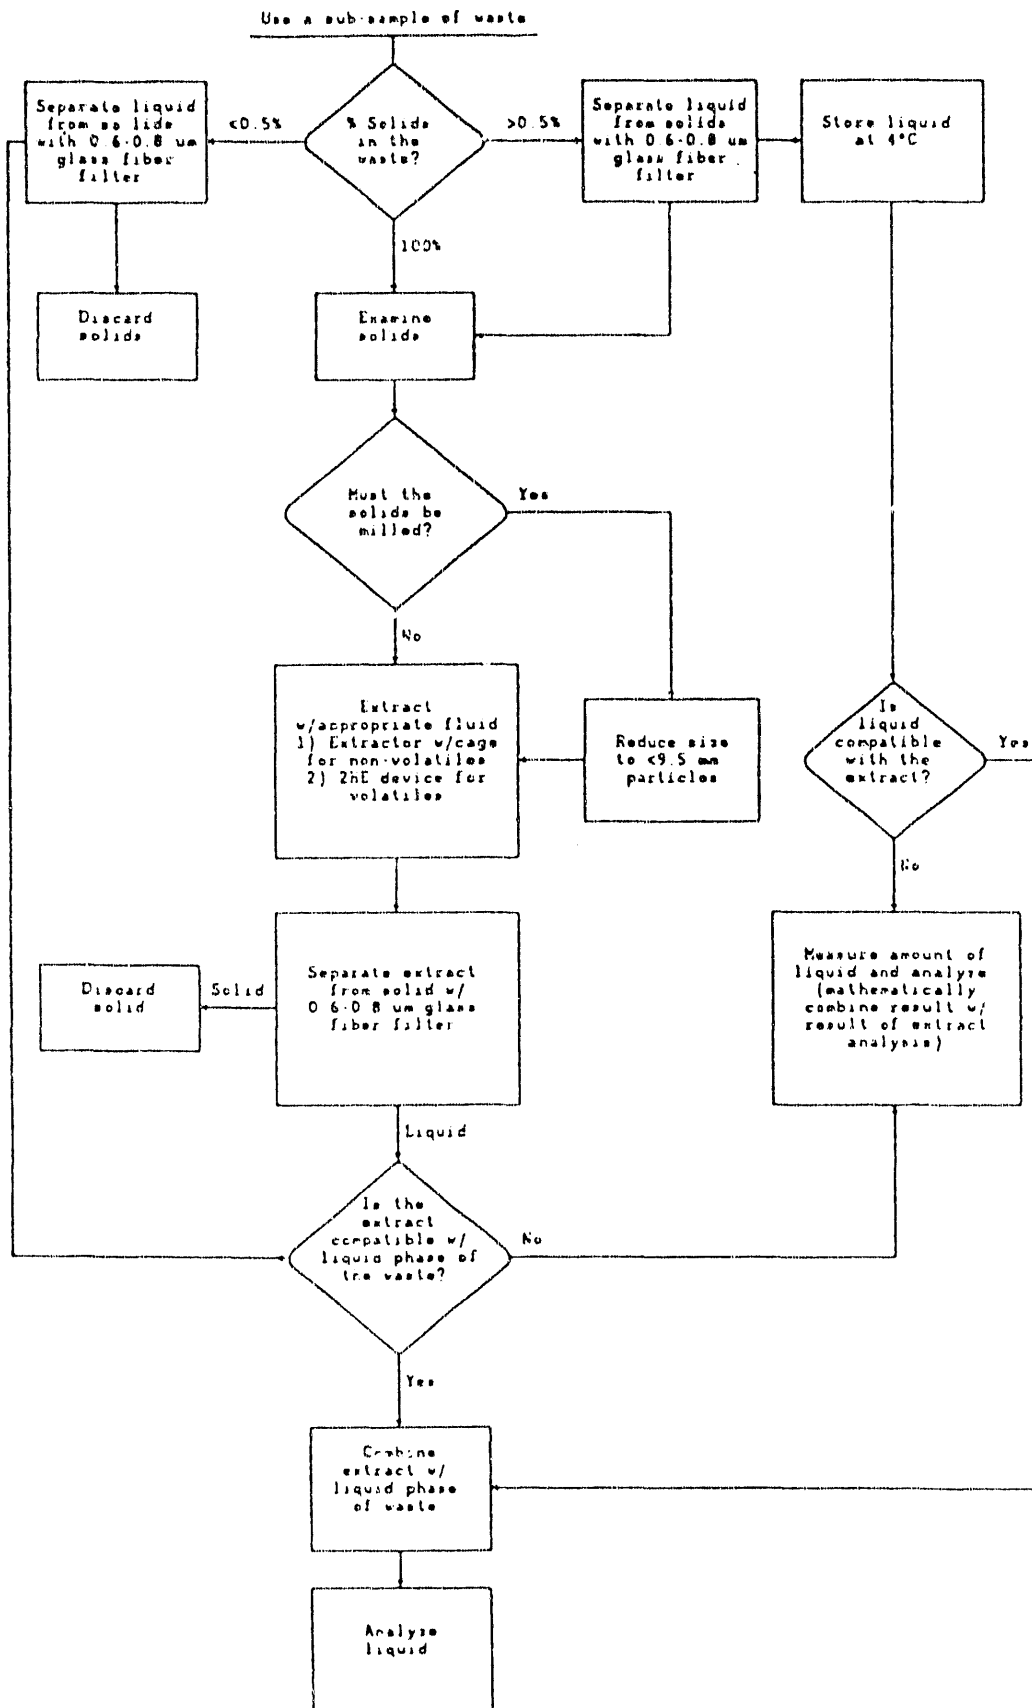 Use a sub-sample of waste
Separate liquid
from so lids
with 0.6-0.8 um
glass fiber
filter
<0.5%
% Solids
in the
waste?
>0.5%
Separate liquid
from solids
with 0.6-0.8 um
glass fiber
filter
Store liquid
at 4°C
100%
Discard
solids
Examine
solids
Must the
solids be
milled?
Yes
No
Extract
w/appropriate fluid
1) Extractor w/cage
for non-volatiles
2) ZHE device for
volatiles
Reduce size
to <9.5 mm
particles
Is
liquid
compatible
with the
extract?
Yes
No
Discard
solid
Solid
Separate extract
from solid w/
0 6-0 8 um glass
fiber filter
Measure amount of
liquid and analyze
(mathematically
combine result w/
result of extract
analysis)
Liquid
Is the
extract
compatible w/
liquid phase of
the waste?
No
Yes
Combine
extract w/
liquid phase
of waste
Analyze
liquid